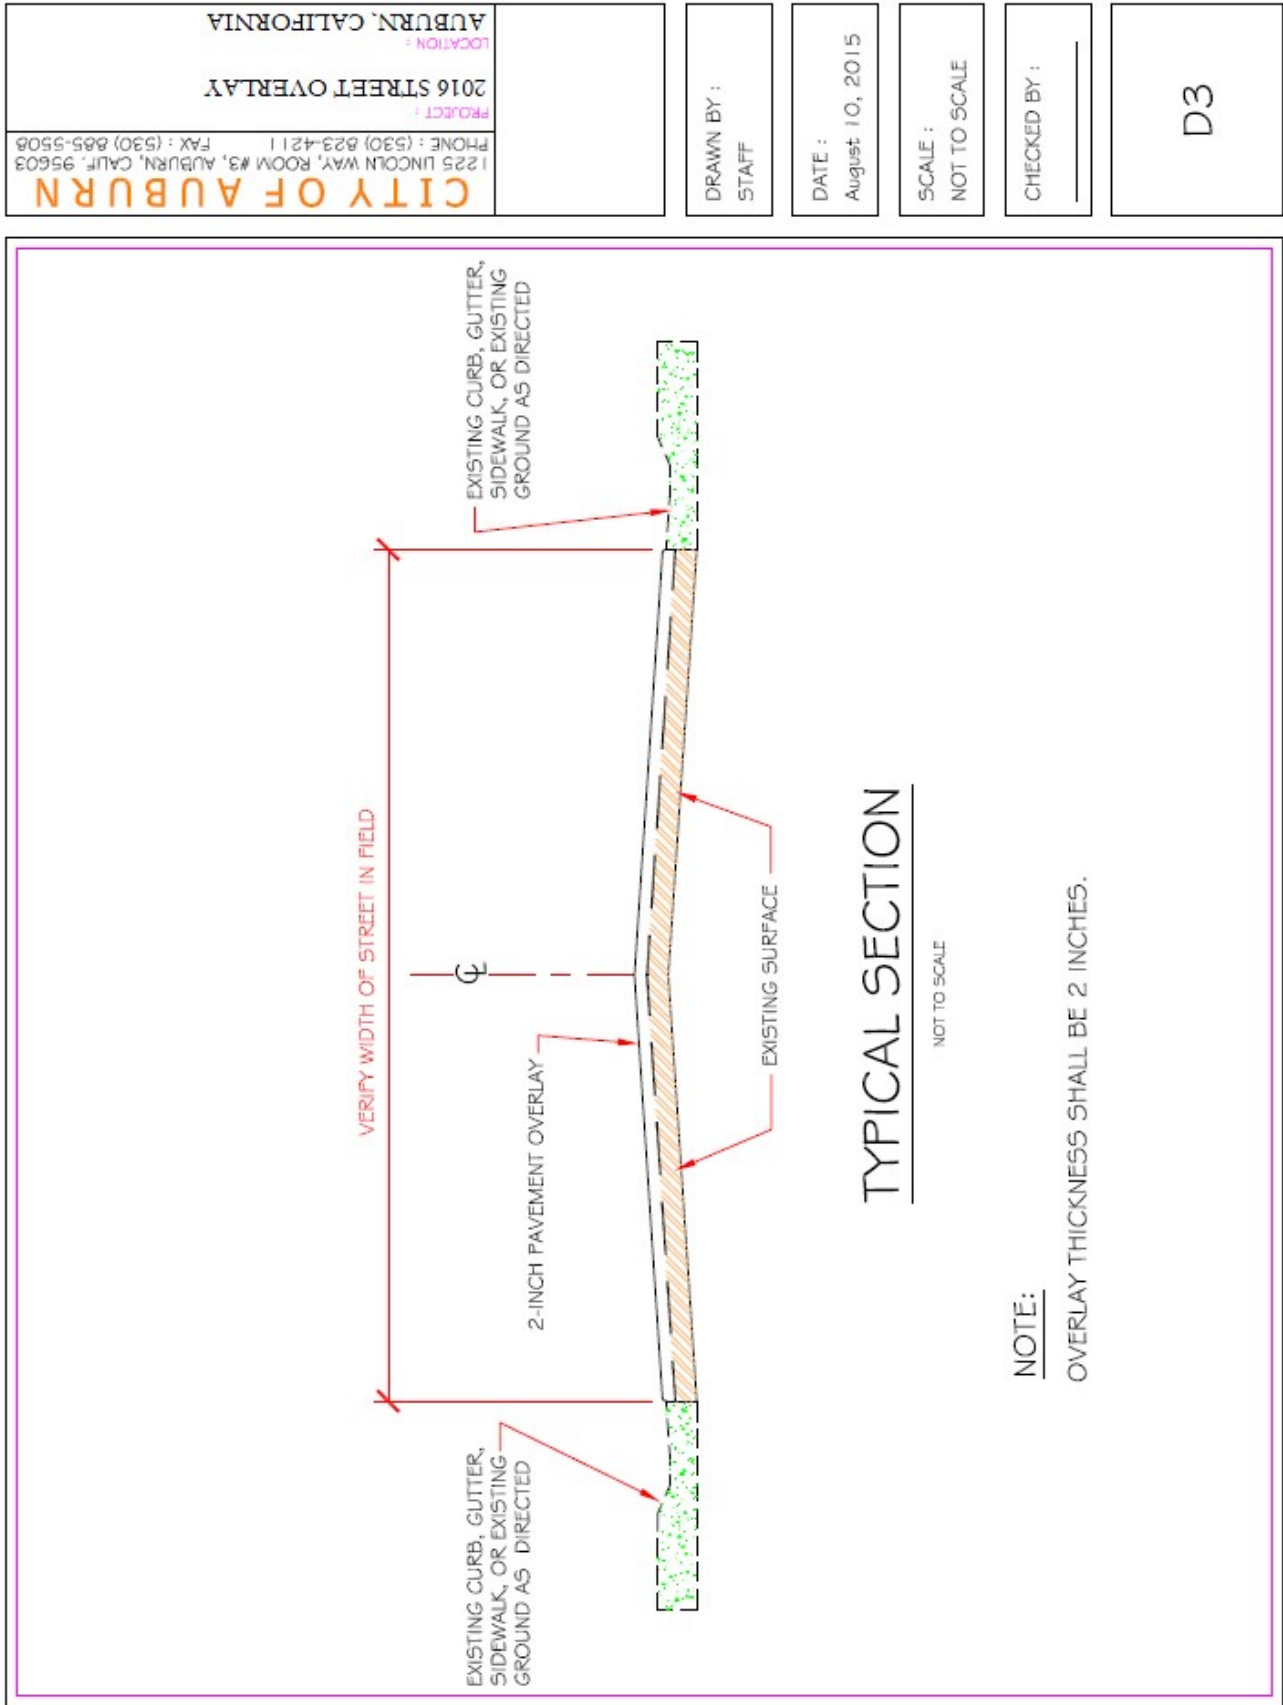 CITY OF AUBURN
1225 LINCOLN WAY, ROOM #3, AUBURN, CALIF. 95603
PHONE : (530) 823-4211 FAX : (530) 885-5508
PROJECT :
2016 STREET OVERLAY
LOCATION :
AUBURN, CALIFORNIA
DRAWN BY :
STAFF
DATE :
August 10, 2015
SCALE :
NOT TO SCALE
CHECKED BY :
D3
VERIFY WIDTH OF STREET IN FIELD
EXISTING CURB, GUTTER,
SIDEWALK, OR EXISTING
GROUND AS DIRECTED
℄
2-INCH PAVEMENT OVERLAY
EXISTING CURB, GUTTER,
SIDEWALK, OR EXISTING
GROUND AS DIRECTED
EXISTING SURFACE
TYPICAL SECTION
NOT TO SCALE
NOTE:
OVERLAY THICKNESS SHALL BE 2 INCHES.